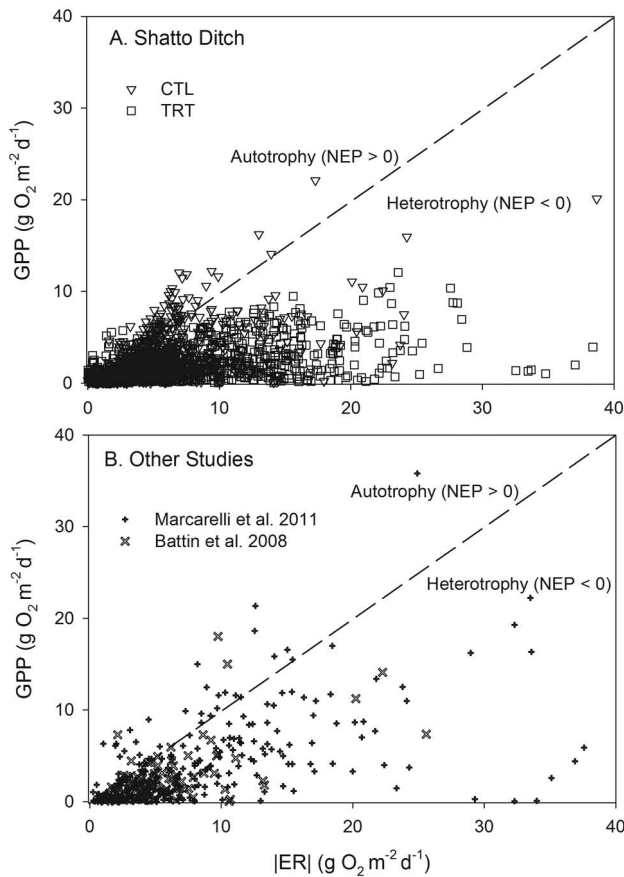 A. Shatto Ditch
CTL
TRT
Autotrophy (NEP > 0)
Heterotrophy (NEP < 0)
GPP (g O₂ m⁻² d⁻¹)
40
30
20
10
0
0 10 20 30 40
B. Other Studies
Marcarelli et al. 2011
Battin et al. 2008
Autotrophy (NEP > 0)
Heterotrophy (NEP < 0)
GPP (g O₂ m⁻² d⁻¹)
40
30
20
10
0
0 10 20 30 40
|ER| (g O₂ m⁻² d⁻¹)